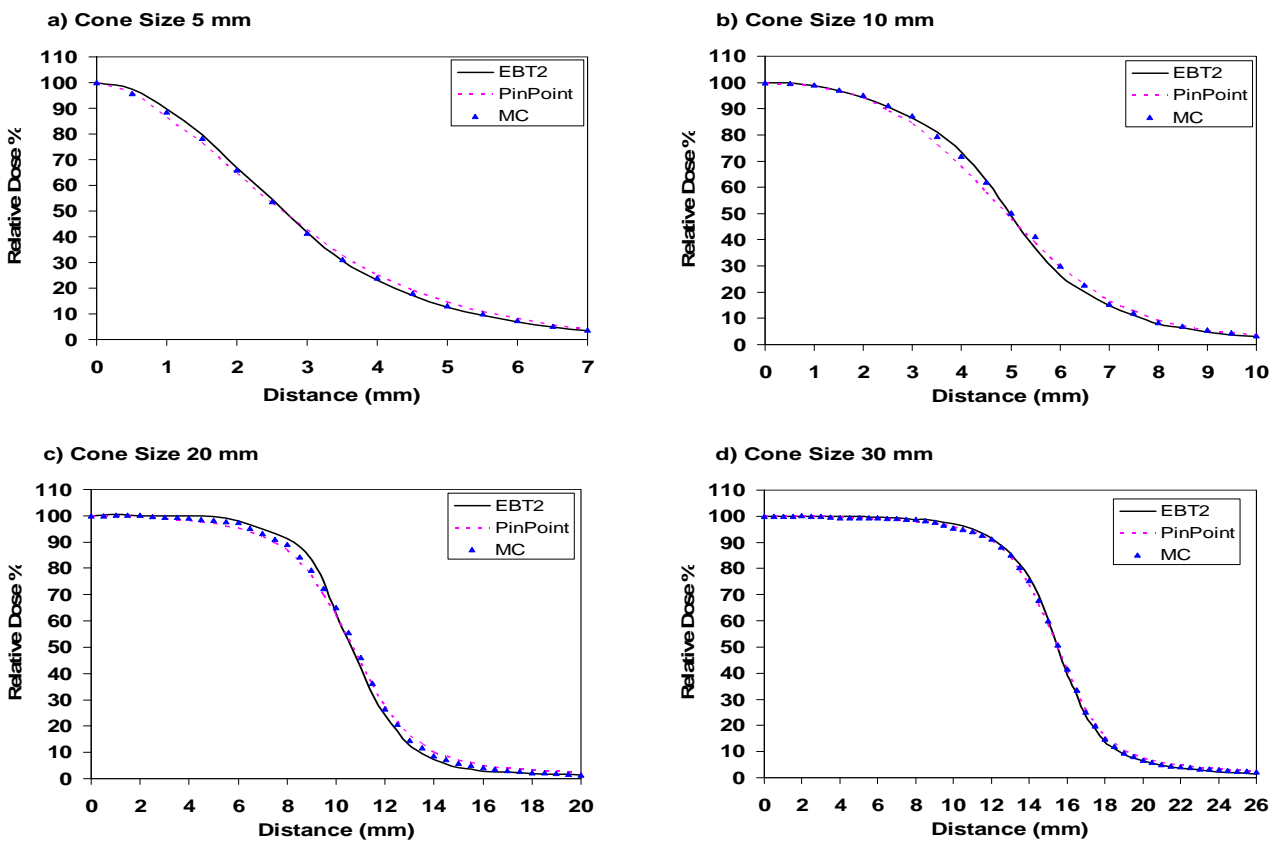 a) Cone Size 5 mm
110
100
90
80
70
60
50
40
30
20
10
0
Relative Dose %
EBT2
PinPoint
MC
0 1 2 3 4 5 6 7
Distance (mm)
b) Cone Size 10 mm
110
100
90
80
70
60
50
40
30
20
10
0
Relative Dose %
EBT2
PinPoint
MC
0 1 2 3 4 5 6 7 8 9 10
Distance (mm)
c) Cone Size 20 mm
110
100
90
80
70
60
50
40
30
20
10
0
Relative Dose %
EBT2
PinPoint
MC
0 2 4 6 8 10 12 14 16 18 20
Distance (mm)
d) Cone Size 30 mm
110
100
90
80
70
60
50
40
30
20
10
0
Relative Dose %
EBT2
PinPoint
MC
0 2 4 6 8 10 12 14 16 18 20 22 24 26
Distance (mm)